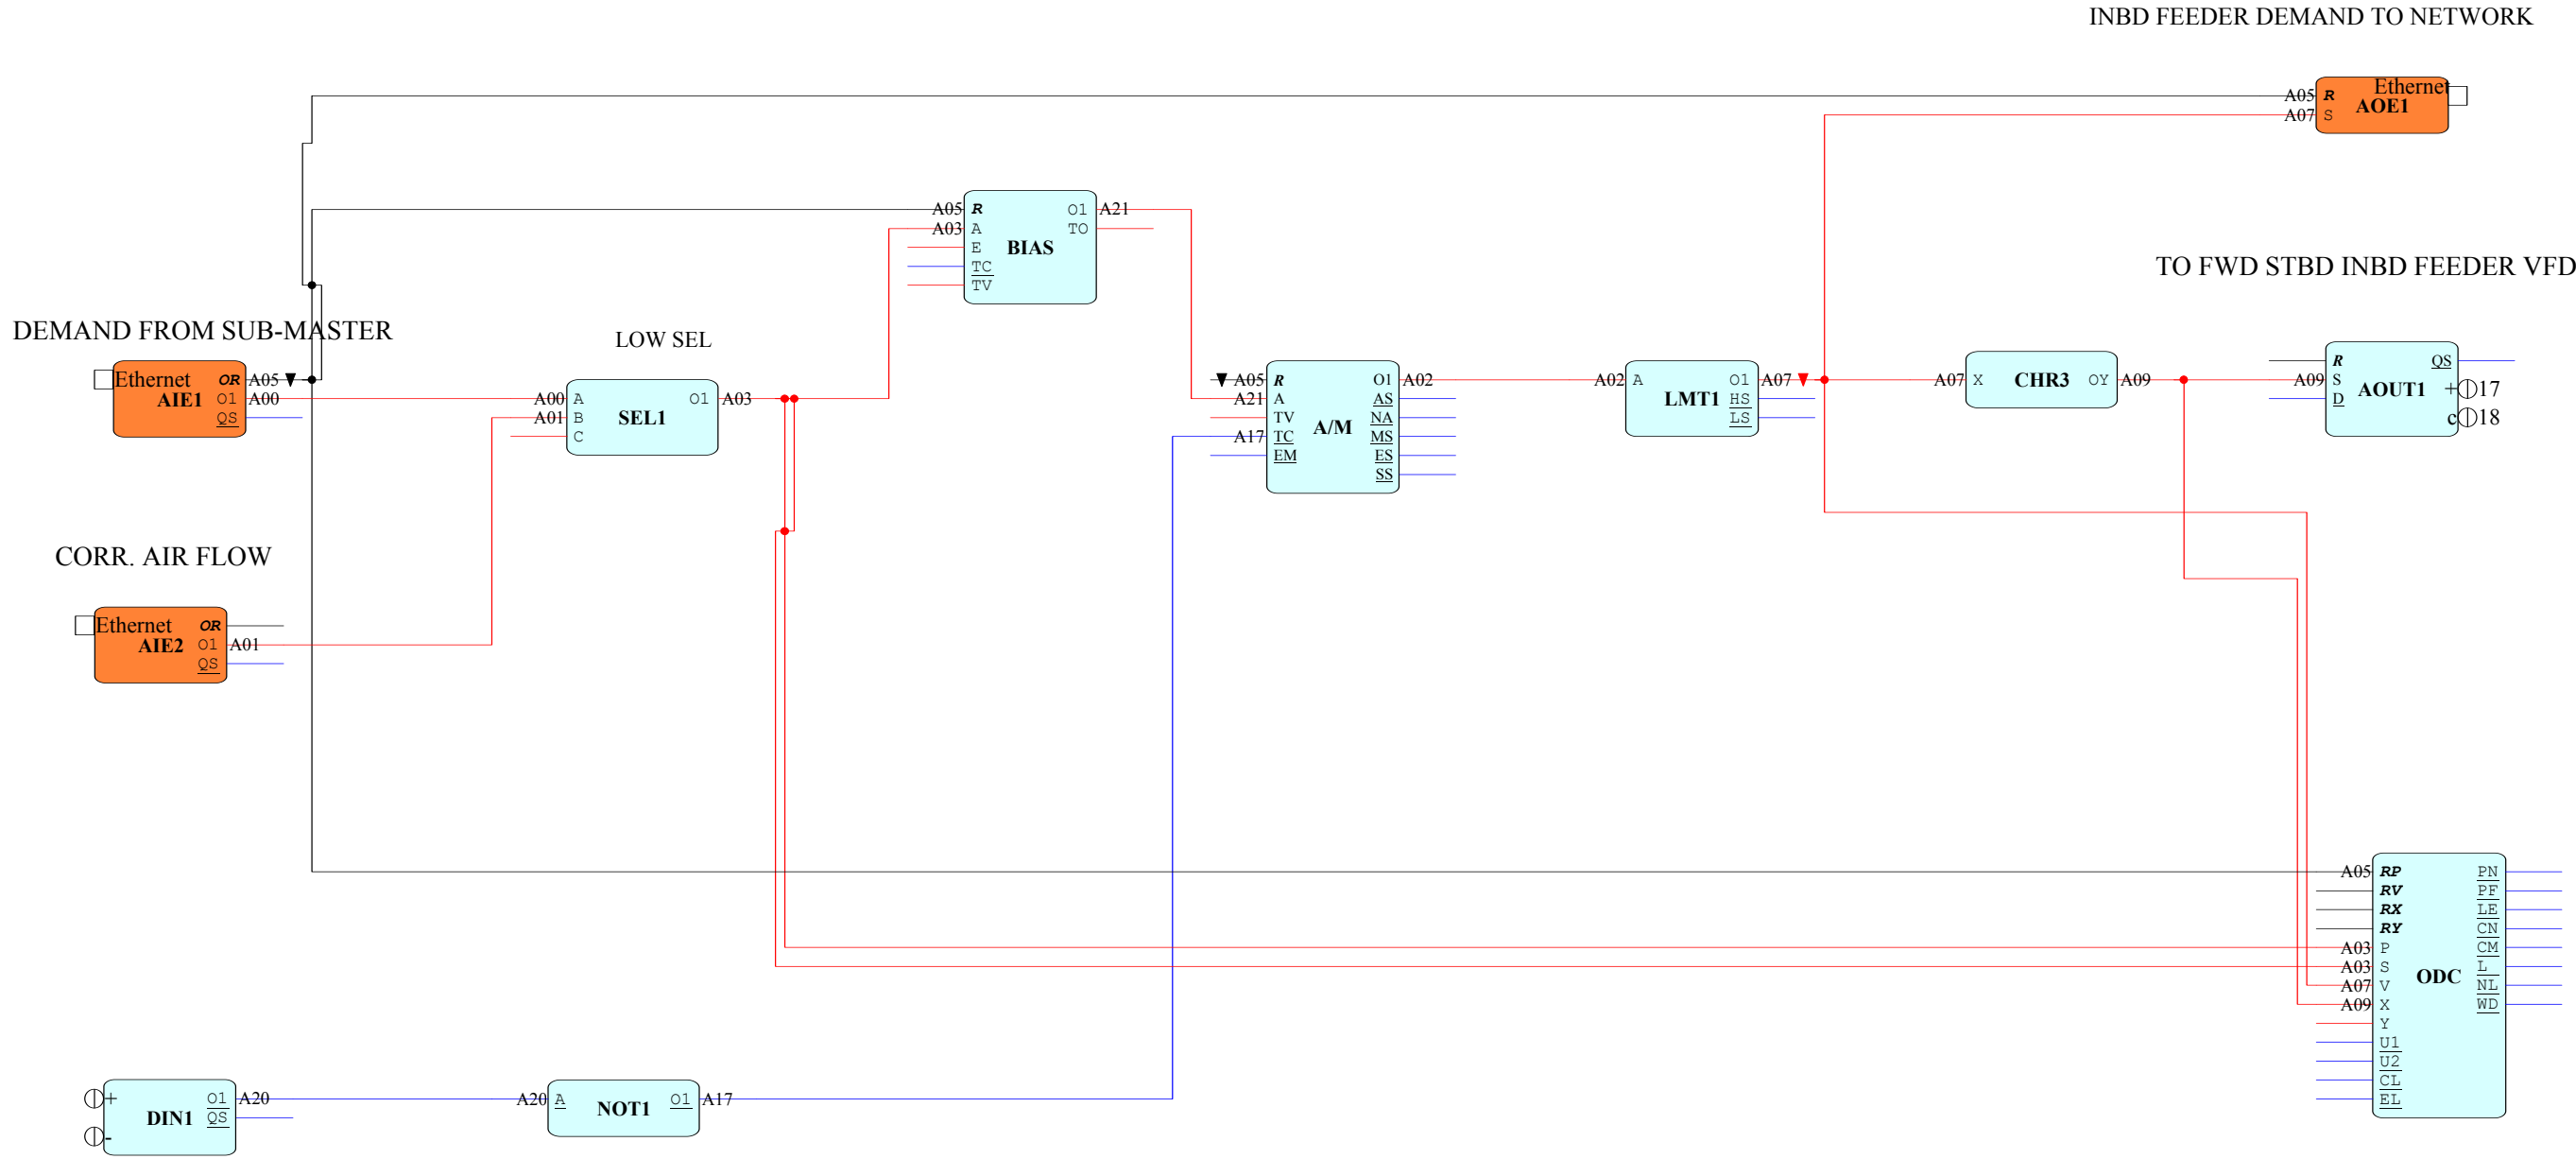 INBD FEEDER DEMAND TO NETWORK
A05 R Ethernet
A07 S AOE1
A05 R O1 A21
A03 A TO
E BIAS
TC
TV
TO FWD STBD INBD FEEDER VFD
DEMAND FROM SUB-MASTER
LOW SEL
Ethernet OR A05
AIE1 O1 A00
QS
A00 A O1 A03
A01 B SEL1
C
A05 R O1 A02
A21 A AS
TV NA
A17 TC A/M MS
EM ES
SS
A02 A O1 A07
LMT1 HS
LS
A07 X CHR3 OY A09
R QS
A09 S AOUT1 + 17
D c 18
CORR. AIR FLOW
Ethernet OR
AIE2 O1 A01
QS
A05 RP PN
RV PF
RX LE
RY CN
A03 P CM
A03 S ODC L
A07 V NL
A09 X WD
Y
U1
U2
CL
EL
+ O1 A20
DIN1 QS
-
A20 A NOT1 O1 A17